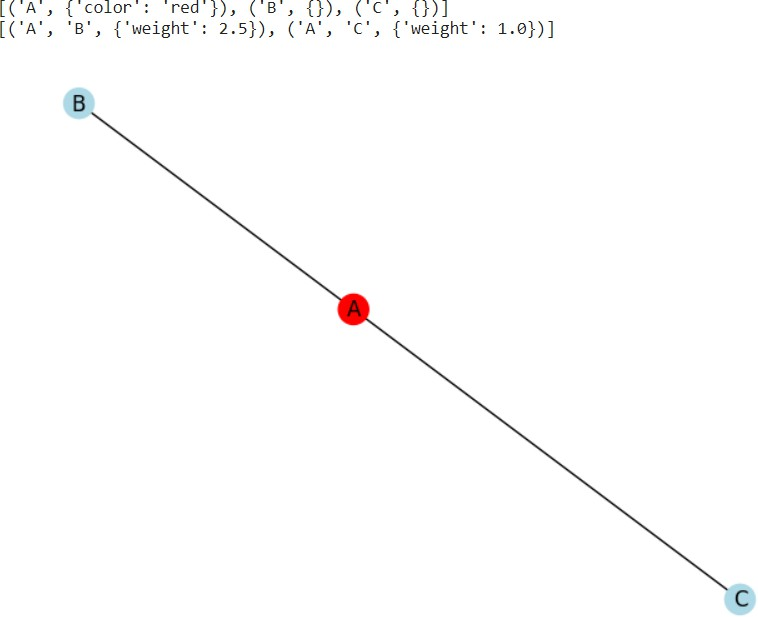 [('A', {'color': 'red'}), ('B', {}), ('C', {})]
[('A', 'B', {'weight': 2.5}), ('A', 'C', {'weight': 1.0})]
B
A
C